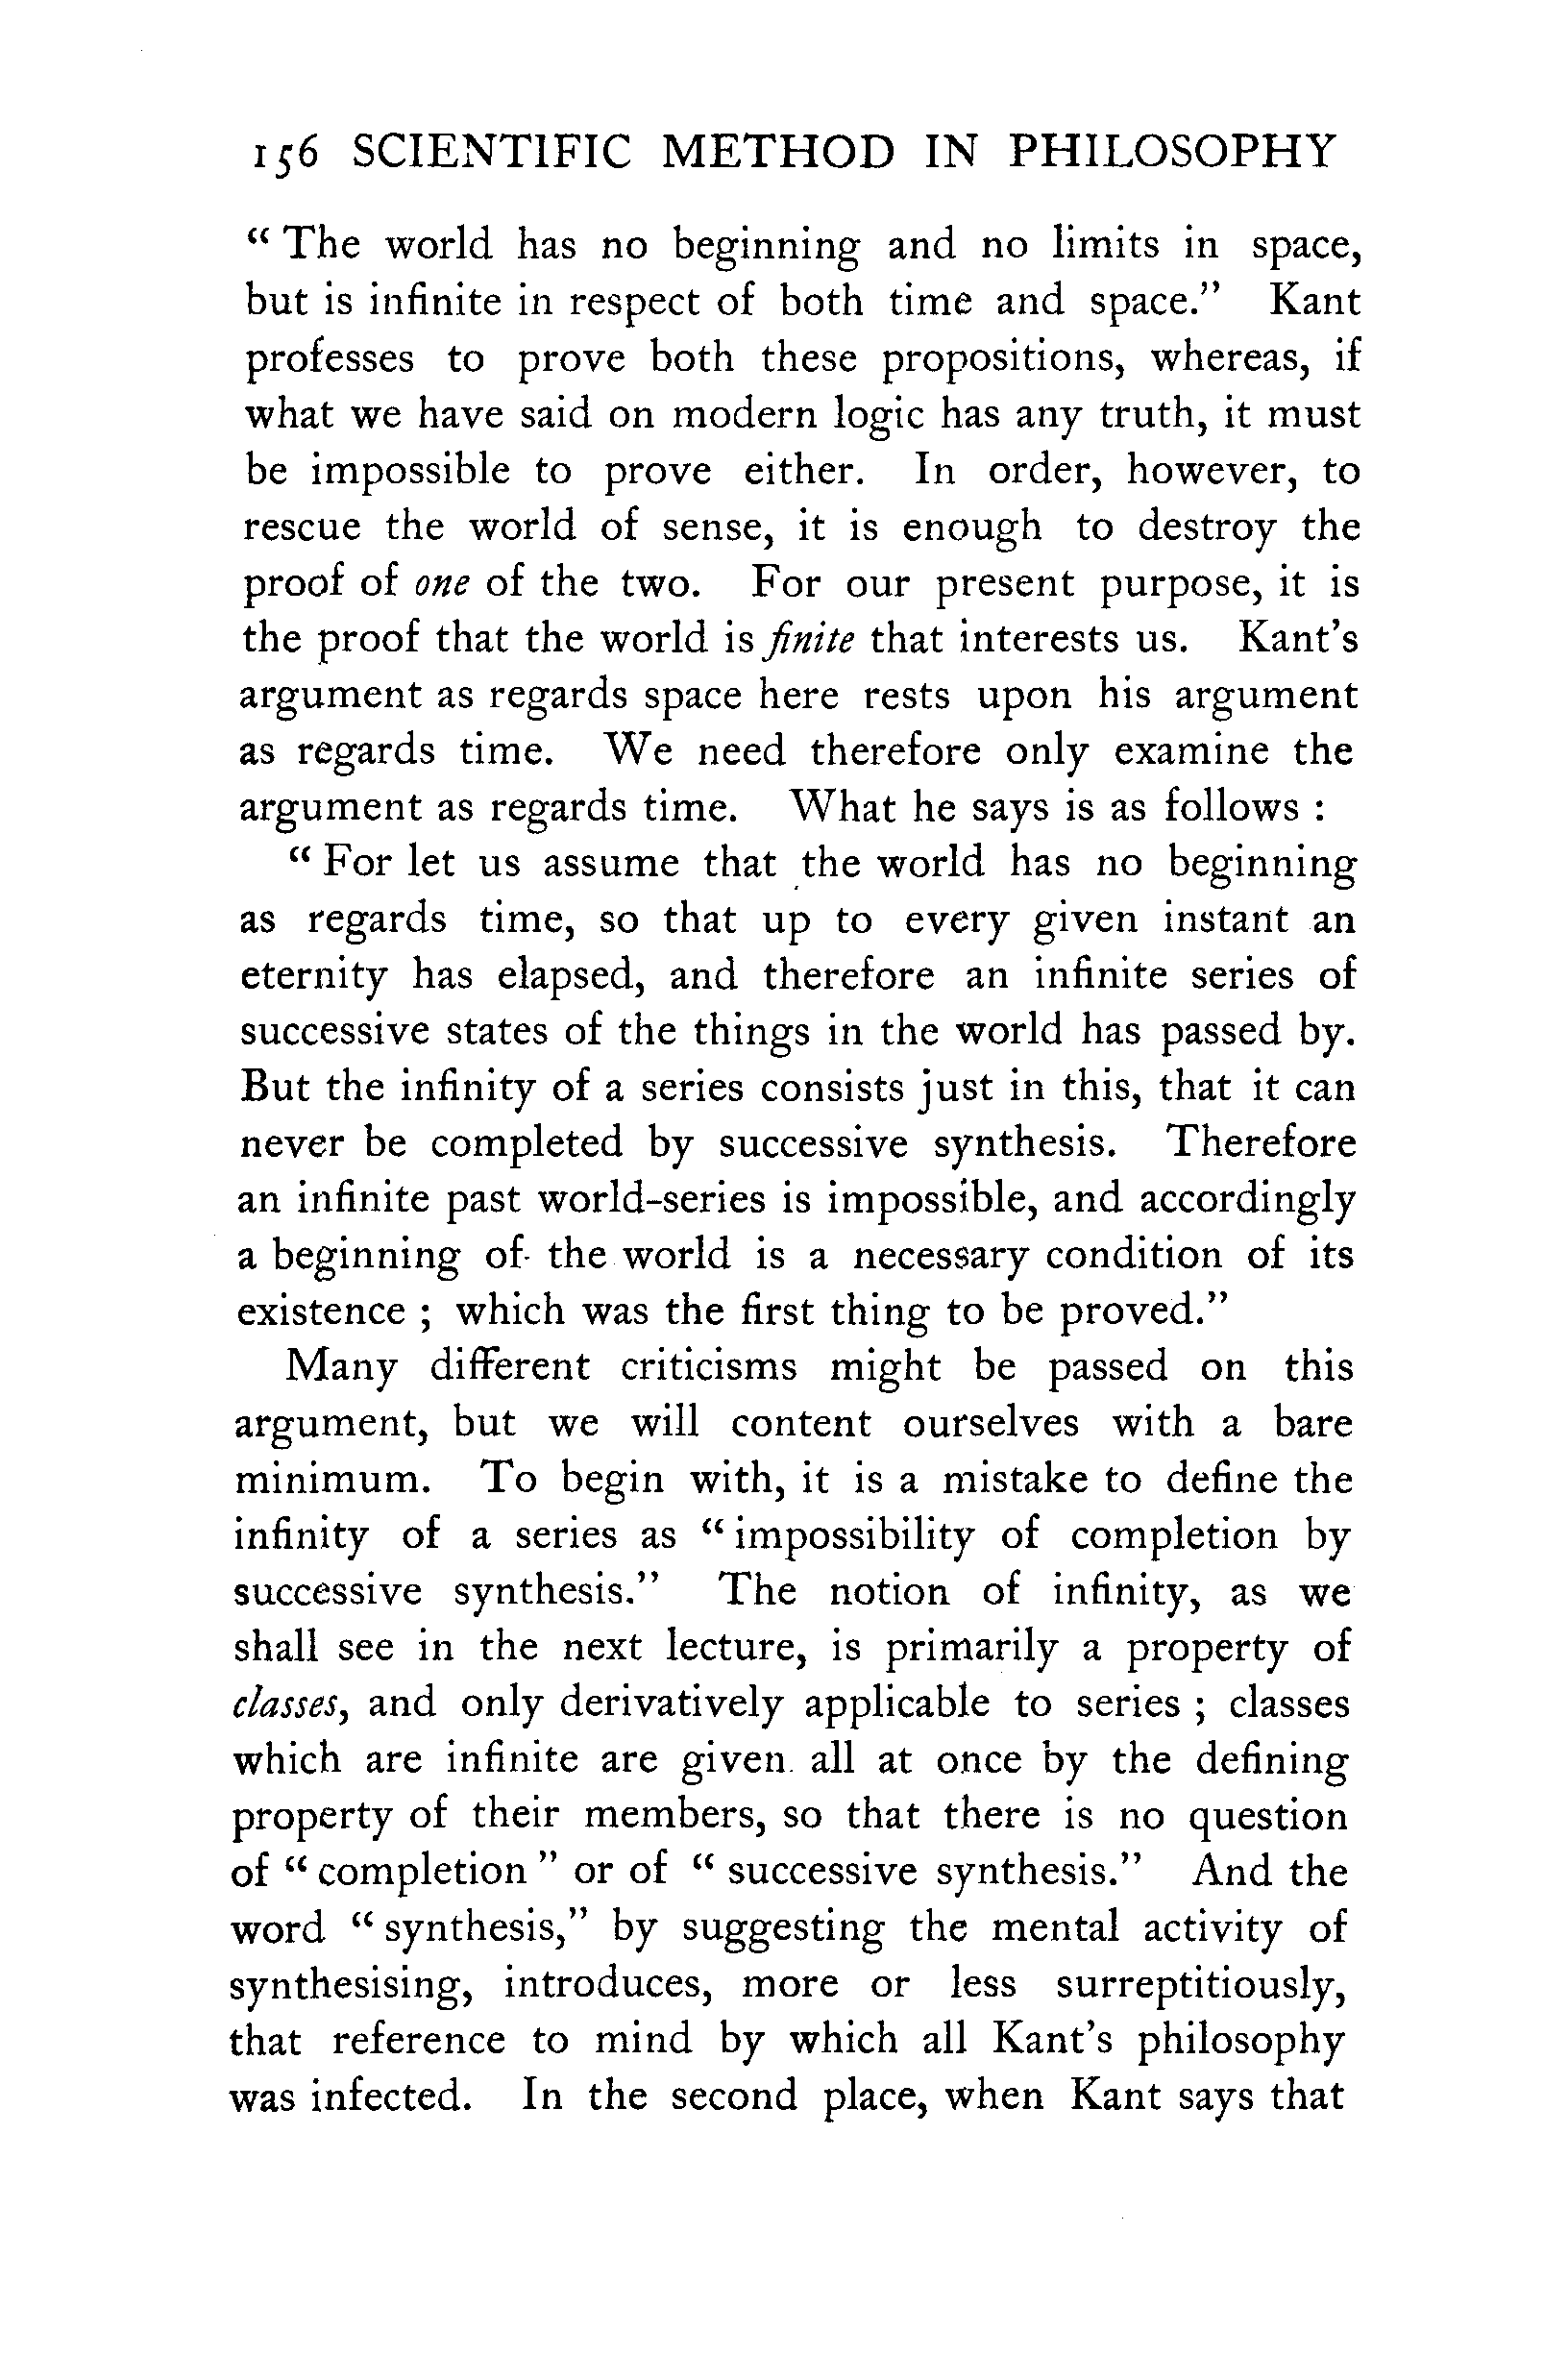 156 SCIENTIFIC METHOD IN PHILOSOPHY
“ The world has no beginning and no limits in space,
but is infinite in respect of both time and space.” Kant
professes to prove both these propositions, whereas, if
what we have said on modern logic has any truth, it must
be impossible to prove either. In order, however, to
rescue the world of sense, it is enough to destroy the
proof of one of the two. For our present purpose, it is
the proof that the world is finite that interests us. Kant’s
argument as regards space here rests upon his argument
as regards time. We need therefore only examine the
argument as regards time. What he says is as follows :
“ For let us assume that the world has no beginning
as regards time, so that up to every given instant an
eternity has elapsed, and therefore an infinite series of
successive states of the things in the world has passed by.
But the infinity of a series consists just in this, that it can
never be completed by successive synthesis. Therefore
an infinite past world-series is impossible, and accordingly
a beginning of the world is a necessary condition of its
existence ; which was the first thing to be proved.”
Many different criticisms might be passed on this
argument, but we will content ourselves with a bare
minimum. To begin with, it is a mistake to define the
infinity of a series as “ impossibility of completion by
successive synthesis.” The notion of infinity, as we
shall see in the next lecture, is primarily a property of
classes, and only derivatively applicable to series ; classes
which are infinite are given all at once by the defining
property of their members, so that there is no question
of “ completion ” or of “ successive synthesis.” And the
word “ synthesis,” by suggesting the mental activity of
synthesising, introduces, more or less surreptitiously,
that reference to mind by which all Kant’s philosophy
was infected. In the second place, when Kant says that